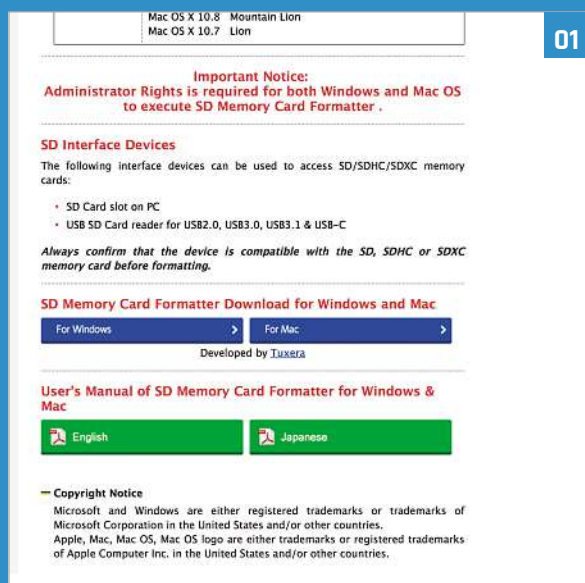 Mac OS X 10.8 Mountain Lion
Mac OS X 10.7 Lion
01
Important Notice:
Administrator Rights is required for both Windows and Mac OS
to execute SD Memory Card Formatter .
SD Interface Devices
The following interface devices can be used to access SD/SDHC/SDXC memory
cards:
• SD Card slot on PC
• USB SD Card reader for USB2.0, USB3.0, USB3.1 & USB-C
Always confirm that the device is compatible with the SD, SDHC or SDXC
memory card before formatting.
SD Memory Card Formatter Download for Windows and Mac
For Windows
For Mac
Developed by Tuxera
User's Manual of SD Memory Card Formatter for Windows &
Mac
English
Japanese
Copyright Notice
Microsoft and Windows are either registered trademarks or trademarks of
Microsoft Corporation in the United States and/or other countries.
Apple, Mac, Mac OS, Mac OS logo are either trademarks or registered trademarks
of Apple Computer Inc. in the United States and/or other countries.